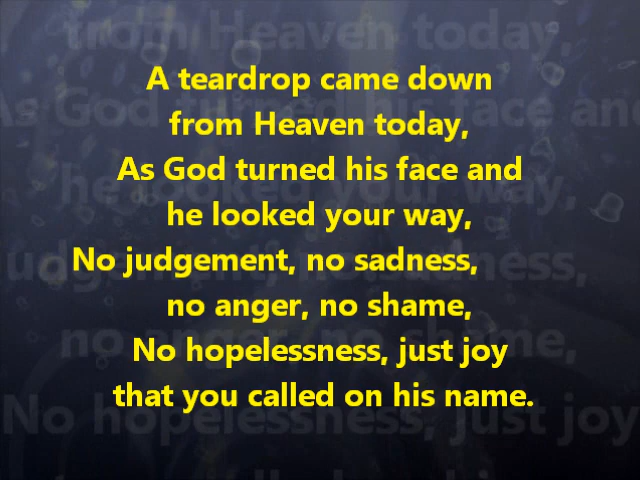 A teardrop came down
from Heaven today,
As God turned his face and
he looked your way,
No judgement, no sadness,
no anger, no shame,
No hopelessness, just joy
that you called on his name.